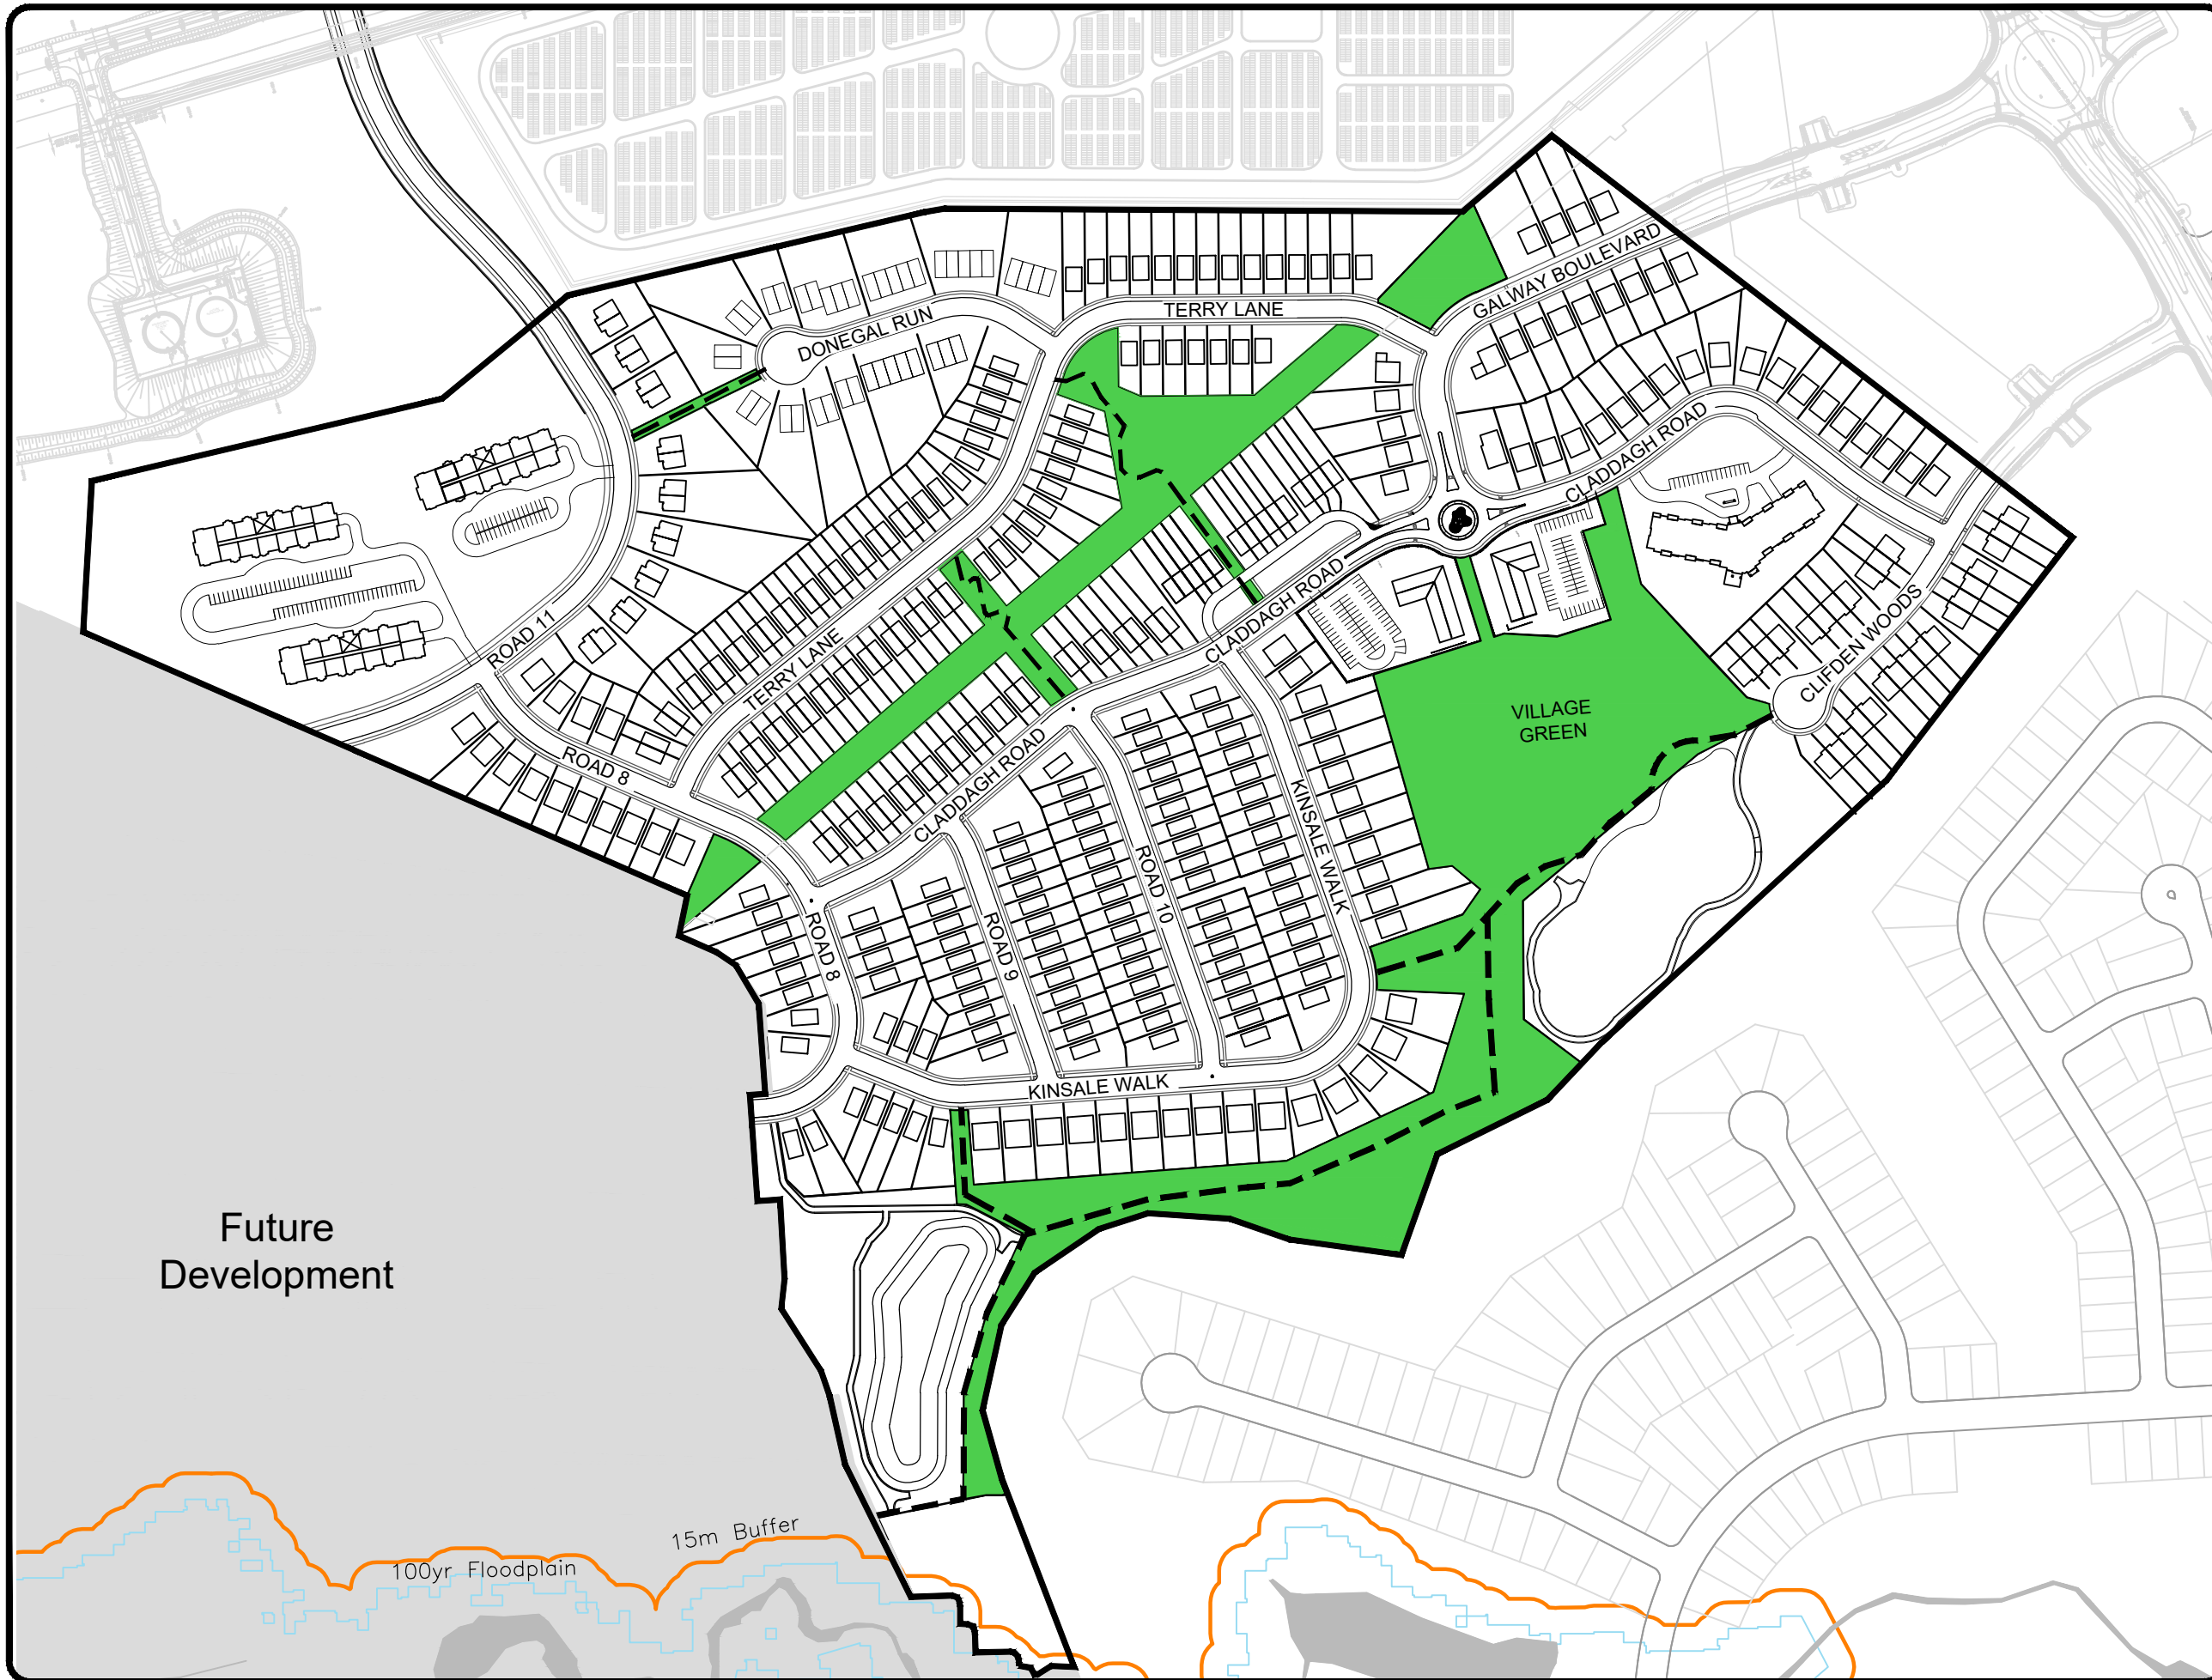 GALWAY BOULEVARD
TERRY LANE
DONEGAL RUN
CLADDAGH ROAD
CLADDAGH ROAD
ROAD 11
TERRY LANE
CLIFDEN WOODS
VILLAGE
GREEN
ROAD 8
CLADDAGH ROAD
KINSALE WALK
ROAD 10
ROAD 9
ROAD 8
KINSALE WALK
Future
Development
15m Buffer
100yr Floodplain